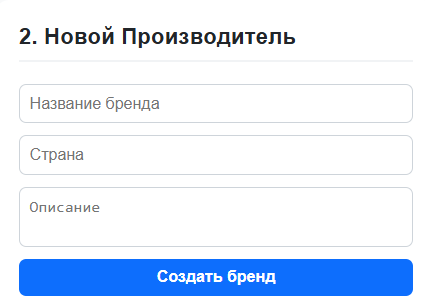 2. Новой Производитель
Название бренда
Страна
Описание
Создать бренд